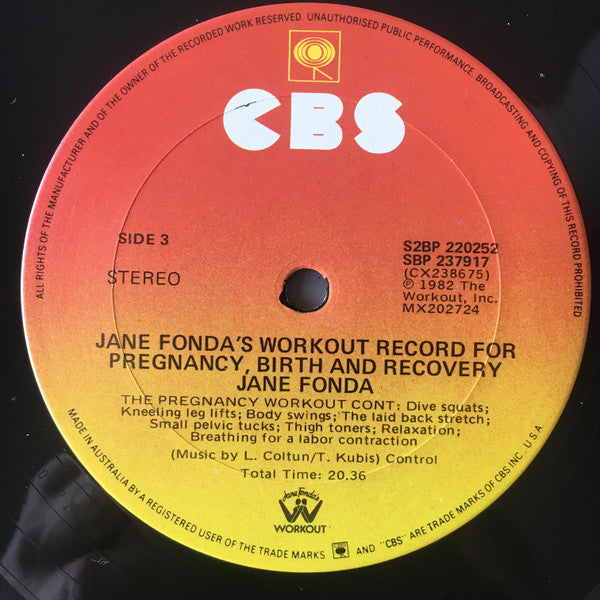 ALL RIGHTS OF THE MANUFACTURER AND OF THE OWNER OF THE RECORDED WORK RESERVED. UNAUTHORISED PUBLIC PERFORMANCE, BROADCASTING AND COPYING OF THIS RECORD PROHIBITED
CBS
SIDE 3
STEREO
S2BP 220252
SBP 237917
(CX238675)
℗ 1982 The
Workout, Inc.
MX202724
JANE FONDA'S WORKOUT RECORD FOR
PREGNANCY, BIRTH AND RECOVERY
JANE FONDA
THE PREGNANCY WORKOUT CONT: Dive squats;
Kneeling leg lifts; Body swings; The laid back stretch;
Small pelvic tucks; Thigh toners; Relaxation;
Breathing for a labor contraction
(Music by L. Coltun/T. Kubis) Control
Total Time: 20.36
Jane Fonda's
WORKOUT
MADE IN AUSTRALIA BY A REGISTERED USER OF THE TRADE MARKS AND "CBS" ARE TRADE MARKS OF CBS INC. U.S.A